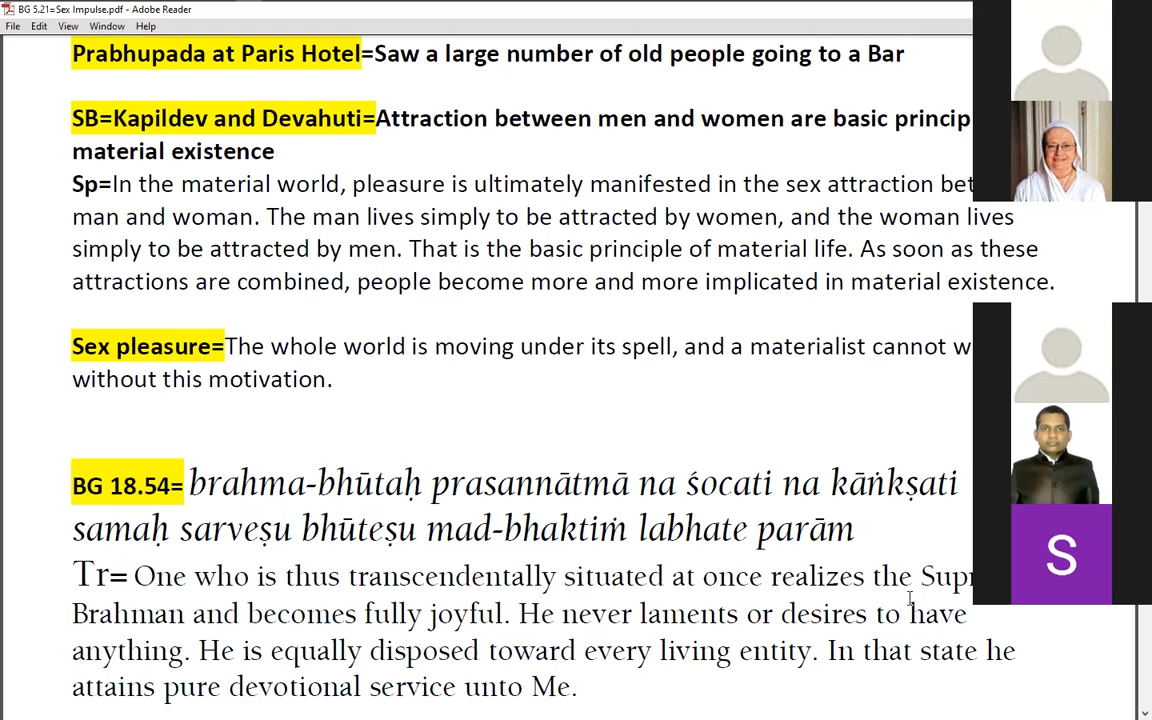 BG 5.21=Sex Impulse.pdf - Adobe Reader
File Edit View Window Help
Prabhupada at Paris Hotel=Saw a large number of old people going to a Bar
SB=Kapildev and Devahuti=Attraction between men and women are basic princip
material existence
Sp=In the material world, pleasure is ultimately manifested in the sex attraction bet
man and woman. The man lives simply to be attracted by women, and the woman lives
simply to be attracted by men. That is the basic principle of material life. As soon as these
attractions are combined, people become more and more implicated in material existence.
Sex pleasure=The whole world is moving under its spell, and a materialist cannot w
without this motivation.
BG 18.54= brahma-bhūtaḥ prasannātmā na śocati na kāṅkṣati
samaḥ sarveṣu bhūteṣu mad-bhaktiṁ labhate parām
Tr= One who is thus transcendentally situated at once realizes the Supr
Brahman and becomes fully joyful. He never laments or desires to have
anything. He is equally disposed toward every living entity. In that state he
attains pure devotional service unto Me.
S